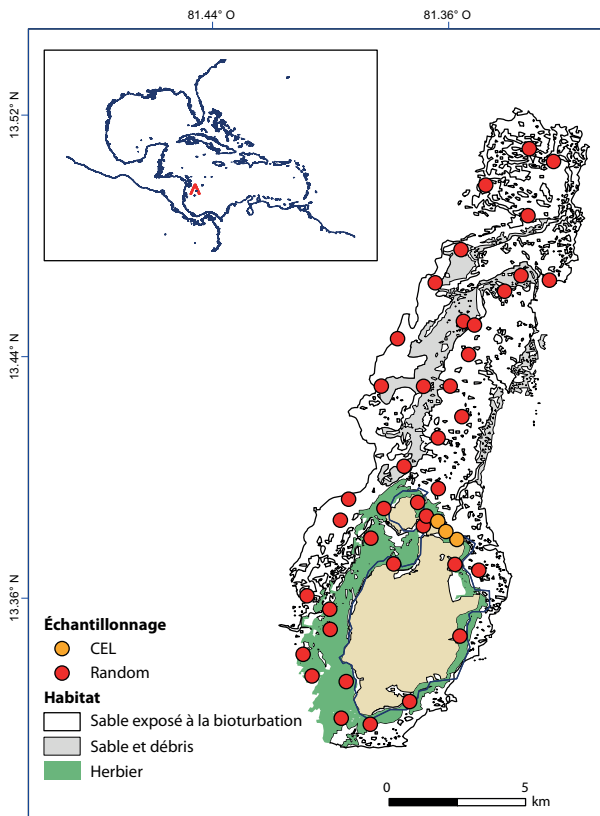 81.44° O
81.36° O
13.52° N
13.44° N
13.36° N
Échantillonnage
CEL
Random
Habitat
Sable exposé à la bioturbation
Sable et débris
Herbier
0 5
km